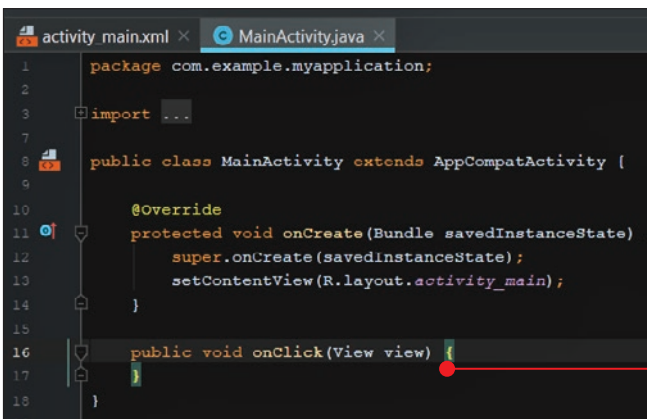 activity_main.xml × MainActivity.java ×
1 package com.example.myapplication;
2
3 import ...
7
8 public class MainActivity extends AppCompatActivity {
9
10 @Override
11 protected void onCreate(Bundle savedInstanceState)
12 super.onCreate(savedInstanceState);
13 setContentView(R.layout.activity_main);
14 }
15
16 public void onClick(View view) {
17 }
18 }